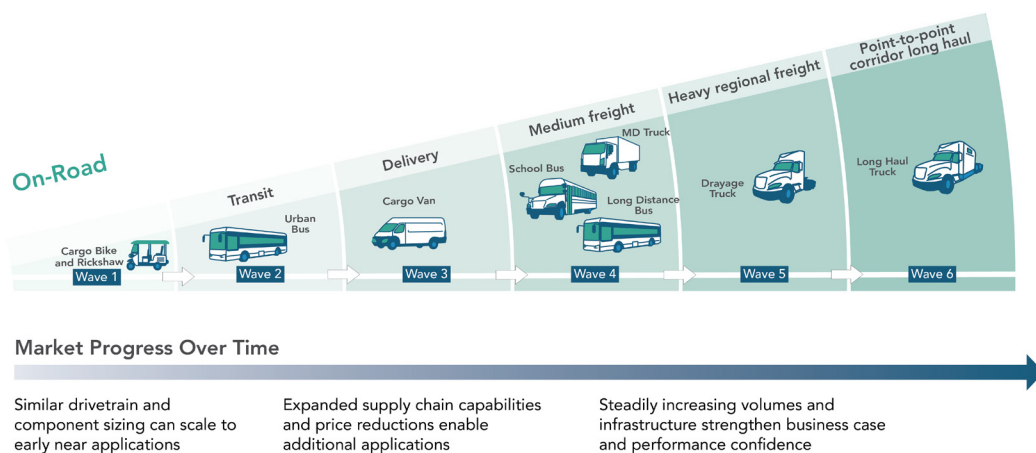 On-Road
Transit
Delivery
Medium freight
Heavy regional freight
Point-to-point
corridor long haul
Cargo Bike
and Rickshaw
Urban
Bus
Cargo Van
School Bus
MD Truck
Long Distance
Bus
Drayage
Truck
Long Haul
Truck
Wave 1
Wave 2
Wave 3
Wave 4
Wave 5
Wave 6
Market Progress Over Time
Similar drivetrain and
component sizing can scale to
early near applications
Expanded supply chain capabilities
and price reductions enable
additional applications
Steadily increasing volumes and
infrastructure strengthen business case
and performance confidence